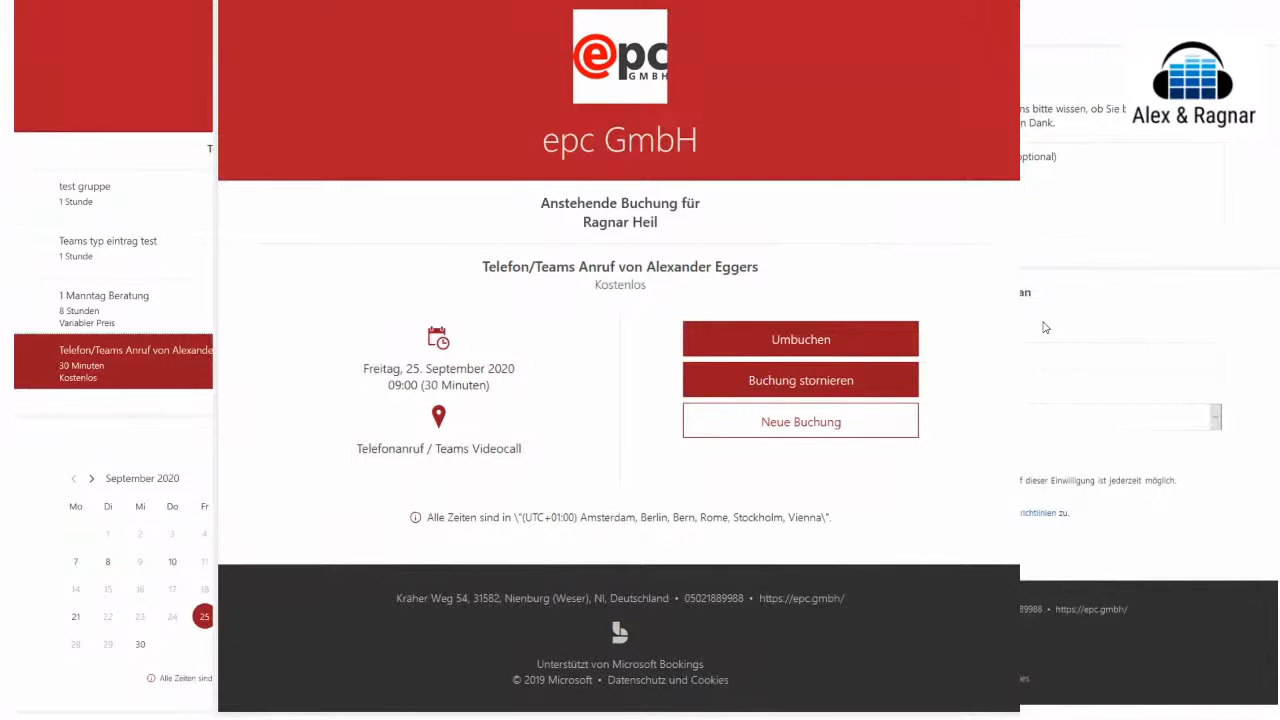 test gruppe
1 Stunde
Teams typ eintrag test
1 Stunde
1 Manntag Beratung
8 Stunden
Variabler Preis
Telefon/Teams Anruf von Alexande
30 Minuten
Kostenlos
September 2020
Mo Di Mi Do Fr
1 2 3 4
7 8 9 10 11
14 15 16 17 18
21 22 23 24 25
28 29 30
Alle Zeiten sind
epc
GMBH
epc GmbH
Anstehende Buchung für
Ragnar Heil
Telefon/Teams Anruf von Alexander Eggers
Kostenlos
Freitag, 25. September 2020
09:00 (30 Minuten)
Telefonanruf / Teams Videocall
Umbuchen
Buchung stornieren
Neue Buchung
Alle Zeiten sind in \"(UTC+01:00) Amsterdam, Berlin, Bern, Rome, Stockholm, Vienna\".
Kräher Weg 54, 31582, Nienburg (Weser), NI, Deutschland • 05021889988 • https://epc.gmbh/
Unterstützt von Microsoft Bookings
© 2019 Microsoft • Datenschutz und Cookies
Alex & Ragnar
ns bitte wissen, ob Sie b
n Dank.
optional)
an
f dieser Einwilligung ist jederzeit möglich.
richtlinien zu.
89988 • https://epc.gmbh/
ies